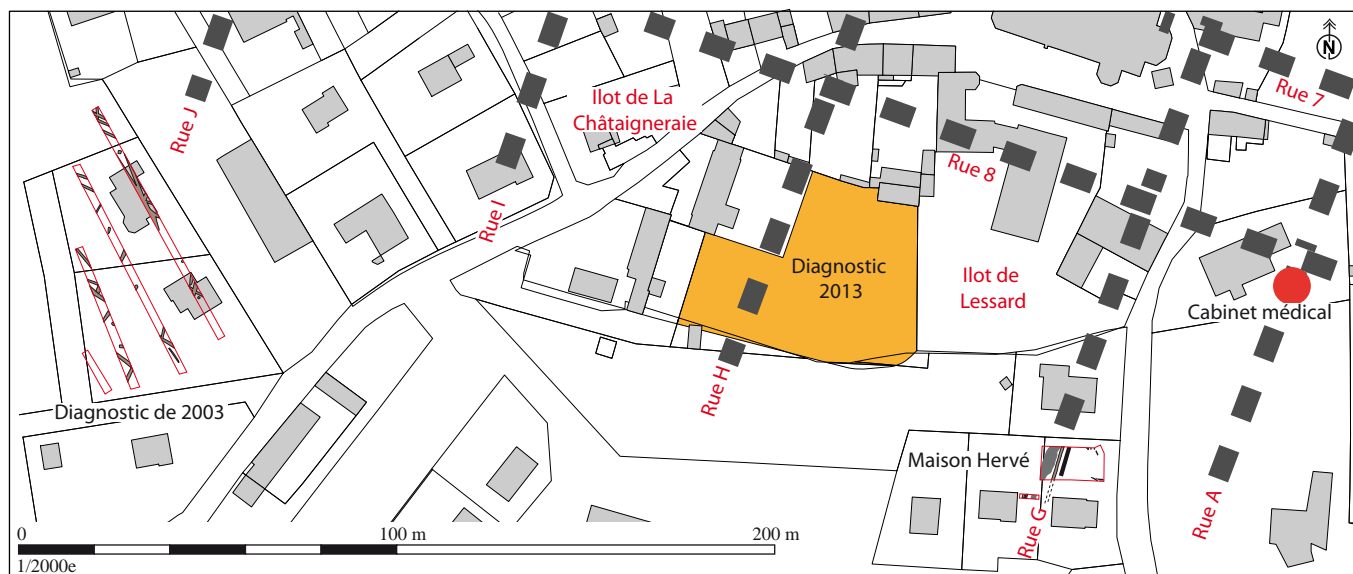 N
Rue J
Ilot de La
Châtaigneraie
Rue 7
Rue 8
Rue I
Diagnostic
2013
Ilot de
Lessard
Cabinet médical
Rue H
Diagnostic de 2003
Maison Hervé
Rue G
Rue A
0
100 m
200 m
1/2000e